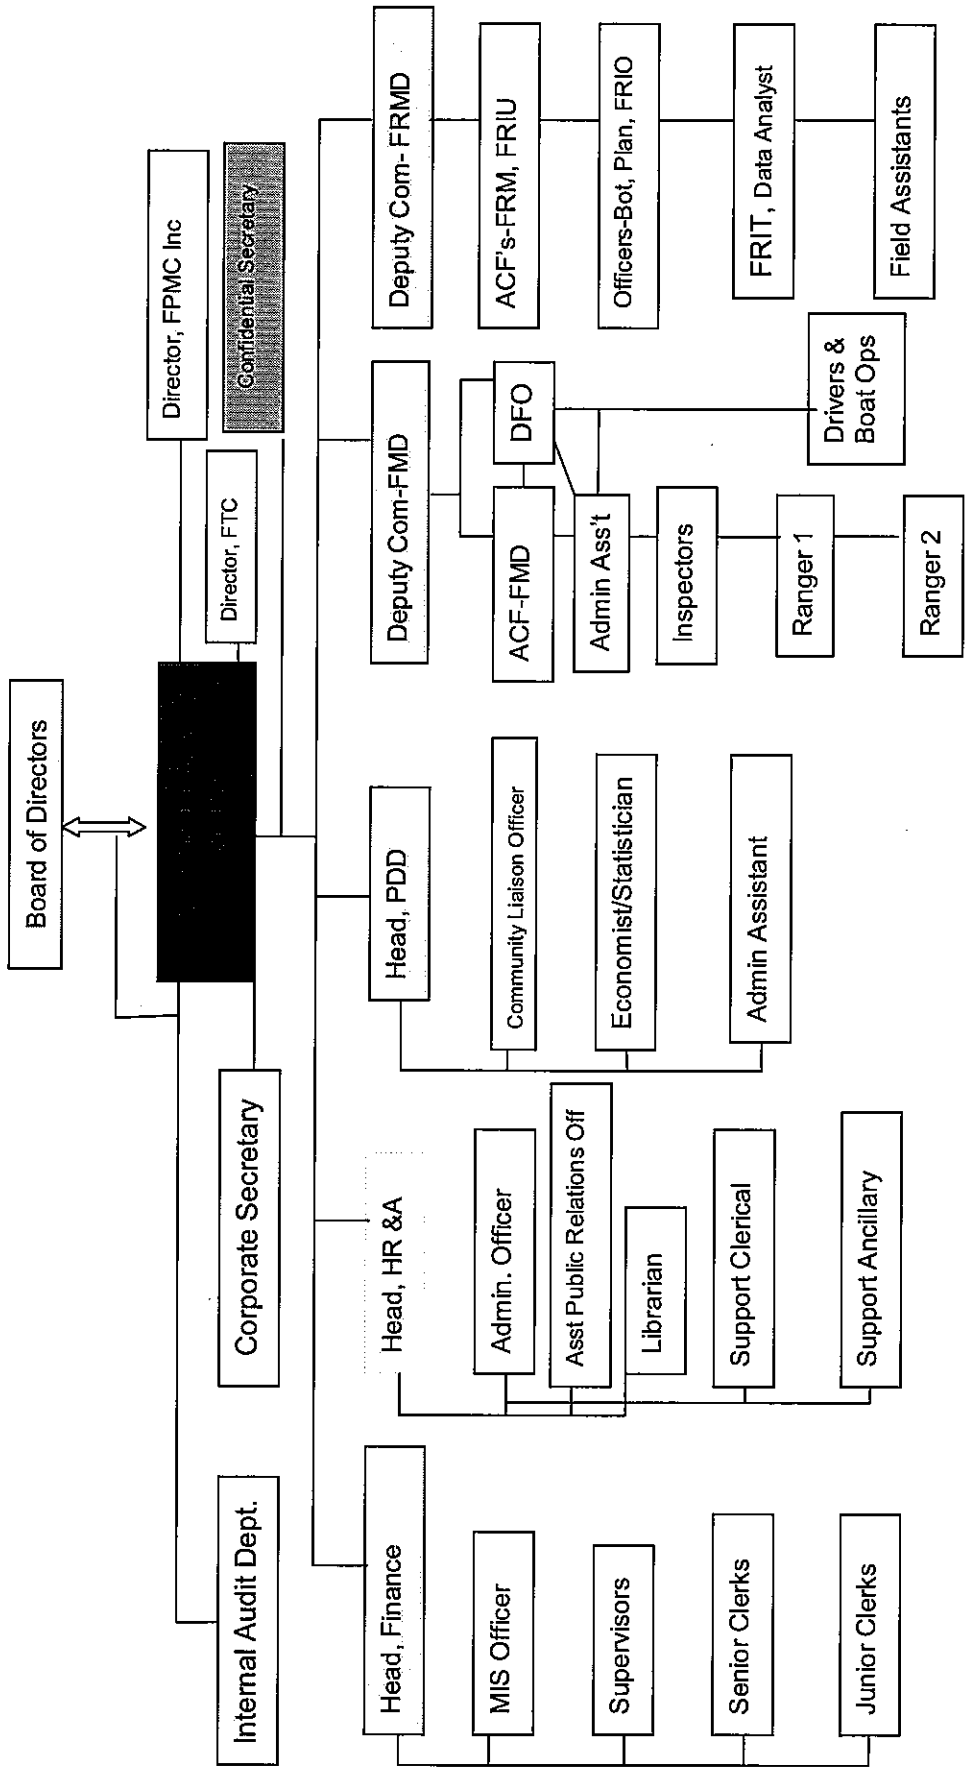 Board of Directors
Director, FPMC Inc
Director, FTC
Confidential Secretary
Internal Audit Dept.
Corporate Secretary
Head, Finance
MIS Officer
Supervisors
Senior Clerks
Junior Clerks
Head, HR &A
Admin. Officer
Asst Public Relations Off
Librarian
Support Clerical
Support Ancillary
Head, PDD
Community Liaison Officer
Economist/Statistician
Admin Assistant
Deputy Com-FMD
ACF-FMD
DFO
Admin Ass't
Inspectors
Ranger 1
Ranger 2
Drivers &
Boat Ops
Deputy Com- FRMD
ACF's-FRM, FRIU
Officers-Bot, Plan, FRIO
FRIT, Data Analyst
Field Assistants